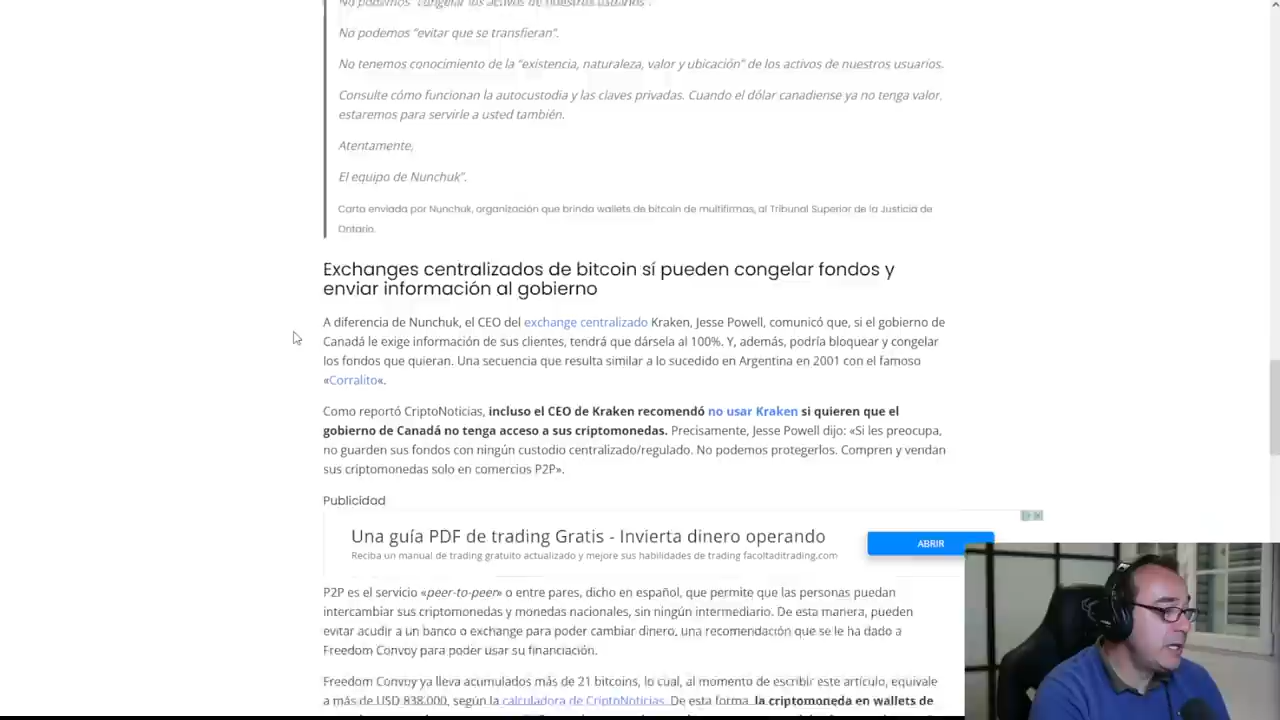 No podemos “congelar los activos de nuestros usuarios”.
No podemos “evitar que se transfieran”.
No tenemos conocimiento de la “existencia, naturaleza, valor y ubicación” de los activos de nuestros usuarios.
Consulte cómo funcionan la autocustodia y las claves privadas. Cuando el dólar canadiense ya no tenga valor,
estaremos para servirle a usted también.
Atentamente,
El equipo de Nunchuk”.
Carta enviada por Nunchuk, organización que brinda wallets de bitcoin de multifirmas, al Tribunal Superior de la Justicia de
Ontario.
Exchanges centralizados de bitcoin sí pueden congelar fondos y
enviar información al gobierno
A diferencia de Nunchuk, el CEO del exchange centralizado Kraken, Jesse Powell, comunicó que, si el gobierno de
Canadá le exige información de sus clientes, tendrá que dársela al 100%. Y, además, podría bloquear y congelar
los fondos que quieran. Una secuencia que resulta similar a lo sucedido en Argentina en 2001 con el famoso
«Corralito«.
Como reportó CriptoNoticias, incluso el CEO de Kraken recomendó no usar Kraken si quieren que el
gobierno de Canadá no tenga acceso a sus criptomonedas. Precisamente, Jesse Powell dijo: «Si les preocupa,
no guarden sus fondos con ningún custodio centralizado/regulado. No podemos protegerlos. Compren y vendan
sus criptomonedas solo en comercios P2P».
Publicidad
Una guía PDF de trading Gratis - Invierta dinero operando
Reciba un manual de trading gratuito actualizado y mejore sus habilidades de trading facoltaditrading.com
ABRIR
P2P es el servicio «peer-to-peer» o entre pares, dicho en español, que permite que las personas puedan
intercambiar sus criptomonedas y monedas nacionales, sin ningún intermediario. De esta manera, pueden
evitar acudir a un banco o exchange para poder cambiar dinero, una recomendación que se le ha dado a
Freedom Convoy para poder usar su financiación.
Freedom Convoy ya lleva acumulados más de 21 bitcoins, lo cual, al momento de escribir este artículo, equivale
a más de USD 838.000, según la calculadora de CriptoNoticias. De esta forma, la criptomoneda en wallets de